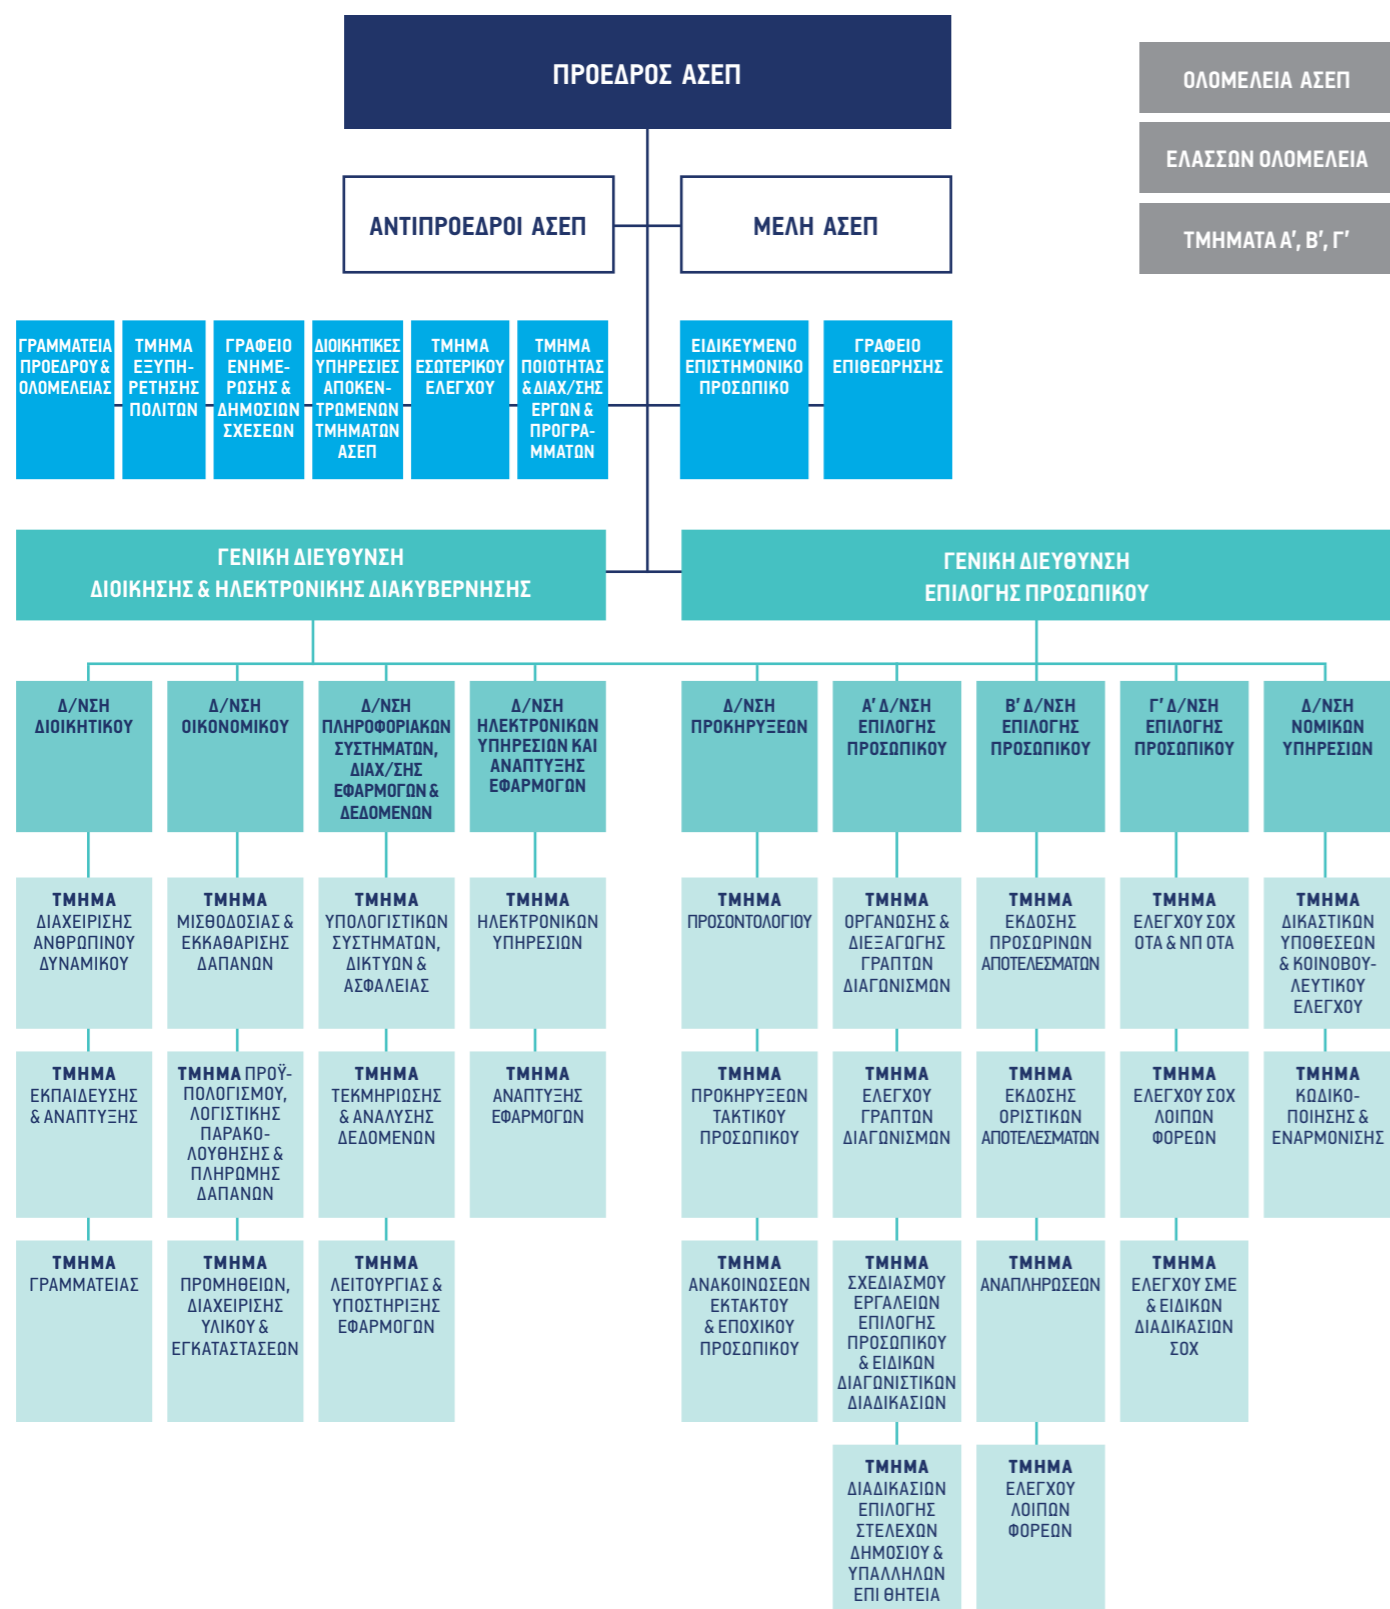 ΠΡΟΕΔΡΟΣ ΑΣΕΠ
ΟΛΟΜΕΛΕΙΑ ΑΣΕΠ
ΕΛΑΣΣΩΝ ΟΛΟΜΕΛΕΙΑ
ΤΜΗΜΑΤΑ Α', Β', Γ'
ΑΝΤΙΠΡΟΕΔΡΟΙ ΑΣΕΠ
ΜΕΛΗ ΑΣΕΠ
ΓΡΑΜΜΑΤΕΙΑ
ΠΡΟΕΔΡΟΥ &
ΟΛΟΜΕΛΕΙΑΣ
ΤΜΗΜΑ
ΕΞΥΠΗ-
ΡΕΤΗΣΗΣ
ΠΟΛΙΤΩΝ
ΓΡΑΦΕΙΟ
ΕΝΗΜΕ-
ΡΩΣΗΣ &
ΔΗΜΟΣΙΩΝ
ΣΧΕΣΕΩΝ
ΔΙΟΙΚΗΤΙΚΕΣ
ΥΠΗΡΕΣΙΕΣ
ΑΠΟΚΕΝ-
ΤΡΩΜΕΝΩΝ
ΤΜΗΜΑΤΩΝ
ΑΣΕΠ
ΤΜΗΜΑ
ΕΣΩΤΕΡΙΚΟΥ
ΕΛΕΓΧΟΥ
ΤΜΗΜΑ
ΠΟΙΟΤΗΤΑΣ
& ΔΙΑΧ/ΣΗΣ
ΕΡΓΩΝ &
ΠΡΟΓΡΑ-
ΜΜΑΤΩΝ
ΕΙΔΙΚΕΥΜΕΝΟ
ΕΠΙΣΤΗΜΟΝΙΚΟ
ΠΡΟΣΩΠΙΚΟ
ΓΡΑΦΕΙΟ
ΕΠΙΘΕΩΡΗΣΗΣ
ΓΕΝΙΚΗ ΔΙΕΥΘΥΝΣΗ
ΔΙΟΙΚΗΣΗΣ & ΗΛΕΚΤΡΟΝΙΚΗΣ ΔΙΑΚΥΒΕΡΝΗΣΗΣ
ΓΕΝΙΚΗ ΔΙΕΥΘΥΝΣΗ
ΕΠΙΛΟΓΗΣ ΠΡΟΣΩΠΙΚΟΥ
Δ/ΝΣΗ
ΔΙΟΙΚΗΤΙΚΟΥ
Δ/ΝΣΗ
ΟΙΚΟΝΟΜΙΚΟΥ
Δ/ΝΣΗ
ΠΛΗΡΟΦΟΡΙΑΚΩΝ
ΣΥΣΤΗΜΑΤΩΝ,
ΔΙΑΧ/ΣΗΣ
ΕΦΑΡΜΟΓΩΝ &
ΔΕΔΟΜΕΝΩΝ
Δ/ΝΣΗ
ΗΛΕΚΤΡΟΝΙΚΩΝ
ΥΠΗΡΕΣΙΩΝ ΚΑΙ
ΑΝΑΠΤΥΞΗΣ
ΕΦΑΡΜΟΓΩΝ
Δ/ΝΣΗ
ΠΡΟΚΗΡΥΞΕΩΝ
Α' Δ/ΝΣΗ
ΕΠΙΛΟΓΗΣ
ΠΡΟΣΩΠΙΚΟΥ
Β' Δ/ΝΣΗ
ΕΠΙΛΟΓΗΣ
ΠΡΟΣΩΠΙΚΟΥ
Γ' Δ/ΝΣΗ
ΕΠΙΛΟΓΗΣ
ΠΡΟΣΩΠΙΚΟΥ
Δ/ΝΣΗ
ΝΟΜΙΚΩΝ
ΥΠΗΡΕΣΙΩΝ
ΤΜΗΜΑ
ΔΙΑΧΕΙΡΙΣΗΣ
ΑΝΘΡΩΠΙΝΟΥ
ΔΥΝΑΜΙΚΟΥ
ΤΜΗΜΑ
ΜΙΣΘΟΔΟΣΙΑΣ &
ΕΚΚΑΘΑΡΙΣΗΣ
ΔΑΠΑΝΩΝ
ΤΜΗΜΑ
ΥΠΟΛΟΓΙΣΤΙΚΩΝ
ΣΥΣΤΗΜΑΤΩΝ,
ΔΙΚΤΥΩΝ &
ΑΣΦΑΛΕΙΑΣ
ΤΜΗΜΑ
ΗΛΕΚΤΡΟΝΙΚΩΝ
ΥΠΗΡΕΣΙΩΝ
ΤΜΗΜΑ
ΠΡΟΣΟΝΤΟΛΟΓΙΟΥ
ΤΜΗΜΑ
ΟΡΓΑΝΩΣΗΣ &
ΔΙΕΞΑΓΩΓΗΣ
ΓΡΑΠΤΩΝ
ΔΙΑΓΩΝΙΣΜΩΝ
ΤΜΗΜΑ
ΕΚΔΟΣΗΣ
ΠΡΟΣΩΡΙΝΩΝ
ΑΠΟΤΕΛΕΣΜΑΤΩΝ
ΤΜΗΜΑ
ΕΛΕΓΧΟΥ ΣΟΧ
ΟΤΑ & ΝΠ ΟΤΑ
ΤΜΗΜΑ
ΔΙΚΑΣΤΙΚΩΝ
ΥΠΟΘΕΣΕΩΝ
& ΚΟΙΝΟΒΟΥ-
ΛΕΥΤΙΚΟΥ
ΕΛΕΓΧΟΥ
ΤΜΗΜΑ
ΕΚΠΑΙΔΕΥΣΗΣ
& ΑΝΑΠΤΥΞΗΣ
ΤΜΗΜΑ ΠΡΟΫ-
ΠΟΛΟΓΙΣΜΟΥ,
ΛΟΓΙΣΤΙΚΗΣ
ΠΑΡΑΚΟ-
ΛΟΥΘΗΣΗΣ &
ΠΛΗΡΩΜΗΣ
ΔΑΠΑΝΩΝ
ΤΜΗΜΑ
ΤΕΚΜΗΡΙΩΣΗΣ
& ΑΝΑΛΥΣΗΣ
ΔΕΔΟΜΕΝΩΝ
ΤΜΗΜΑ
ΑΝΑΠΤΥΞΗΣ
ΕΦΑΡΜΟΓΩΝ
ΤΜΗΜΑ
ΠΡΟΚΗΡΥΞΕΩΝ
ΤΑΚΤΙΚΟΥ
ΠΡΟΣΩΠΙΚΟΥ
ΤΜΗΜΑ
ΕΛΕΓΧΟΥ
ΓΡΑΠΤΩΝ
ΔΙΑΓΩΝΙΣΜΩΝ
ΤΜΗΜΑ
ΕΚΔΟΣΗΣ
ΟΡΙΣΤΙΚΩΝ
ΑΠΟΤΕΛΕΣΜΑΤΩΝ
ΤΜΗΜΑ
ΕΛΕΓΧΟΥ ΣΟΧ
ΛΟΙΠΩΝ
ΦΟΡΕΩΝ
ΤΜΗΜΑ
ΚΩΔΙΚΟ-
ΠΟΙΗΣΗΣ &
ΕΝΑΡΜΟΝΙΣΗΣ
ΤΜΗΜΑ
ΓΡΑΜΜΑΤΕΙΑΣ
ΤΜΗΜΑ
ΠΡΟΜΗΘΕΙΩΝ,
ΔΙΑΧΕΙΡΙΣΗΣ
ΥΛΙΚΟΥ &
ΕΓΚΑΤΑΣΤΑΣΕΩΝ
ΤΜΗΜΑ
ΛΕΙΤΟΥΡΓΙΑΣ &
ΥΠΟΣΤΗΡΙΞΗΣ
ΕΦΑΡΜΟΓΩΝ
ΤΜΗΜΑ
ΑΝΑΚΟΙΝΩΣΕΩΝ
ΕΚΤΑΚΤΟΥ
& ΕΠΟΧΙΚΟΥ
ΠΡΟΣΩΠΙΚΟΥ
ΤΜΗΜΑ
ΣΧΕΔΙΑΣΜΟΥ
ΕΡΓΑΛΕΙΩΝ
ΕΠΙΛΟΓΗΣ
ΠΡΟΣΩΠΙΚΟΥ
& ΕΙΔΙΚΩΝ
ΔΙΑΓΩΝΙΣΤΙΚΩΝ
ΔΙΑΔΙΚΑΣΙΩΝ
ΤΜΗΜΑ
ΑΝΑΠΛΗΡΩΣΕΩΝ
ΤΜΗΜΑ
ΕΛΕΓΧΟΥ ΣΜΕ
& ΕΙΔΙΚΩΝ
ΔΙΑΔΙΚΑΣΙΩΝ
ΣΟΧ
ΤΜΗΜΑ
ΔΙΑΔΙΚΑΣΙΩΝ
ΕΠΙΛΟΓΗΣ
ΣΤΕΛΕΧΩΝ
ΔΗΜΟΣΙΟΥ &
ΥΠΑΛΛΗΛΩΝ
ΕΠΙ ΘΗΤΕΙΑ
ΤΜΗΜΑ
ΕΛΕΓΧΟΥ
ΛΟΙΠΩΝ
ΦΟΡΕΩΝ